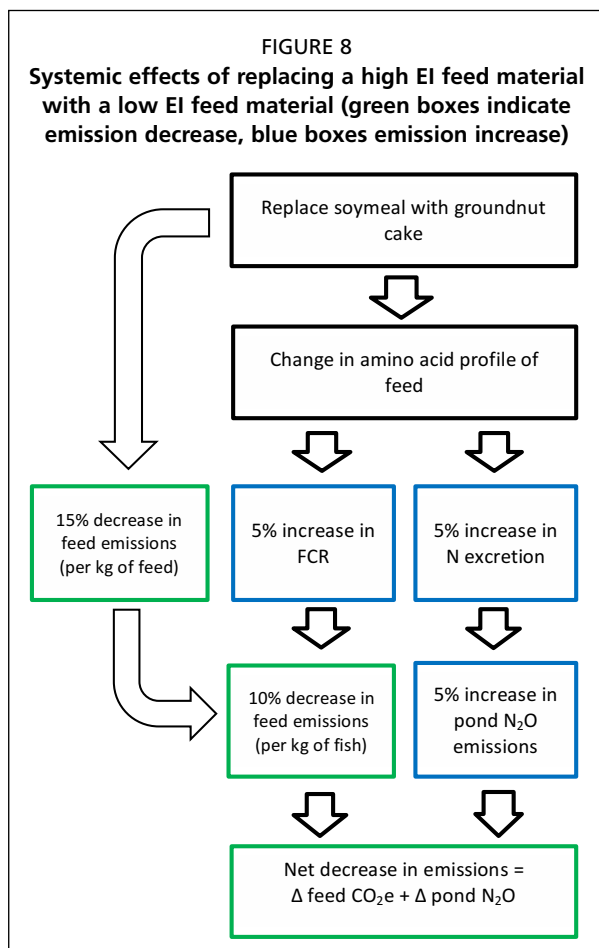 FIGURE 8
Systemic effects of replacing a high EI feed material
with a low EI feed material (green boxes indicate
emission decrease, blue boxes emission increase)
Replace soymeal with groundnut
cake
Change in amino acid profile of
feed
15% decrease in
feed emissions
(per kg of feed)
5% increase in
FCR
5% increase in
N excretion
10% decrease in
feed emissions
(per kg of fish)
5% increase in
pond N₂O
emissions
Net decrease in emissions =
Δ feed CO₂e + Δ pond N₂O